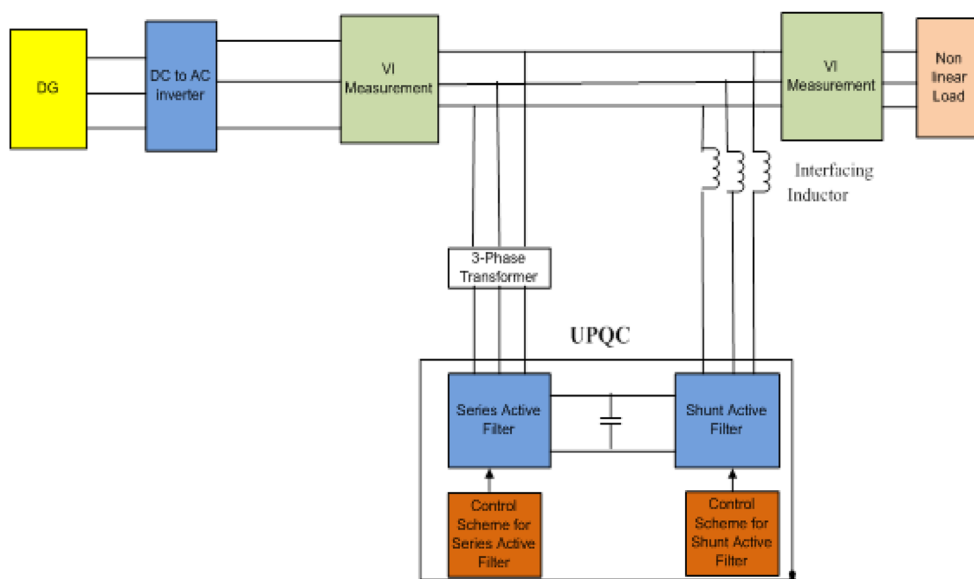 DG
DC to AC
inverter
VI
Measurement
VI
Measurement
Non
linear
Load
Interfacing
Inductor
3-Phase
Transformer
UPQC
Series Active
Filter
Shunt Active
Filter
Control
Scheme for
Series Active
Filter
Control
Scheme for
Shunt Active
Filter